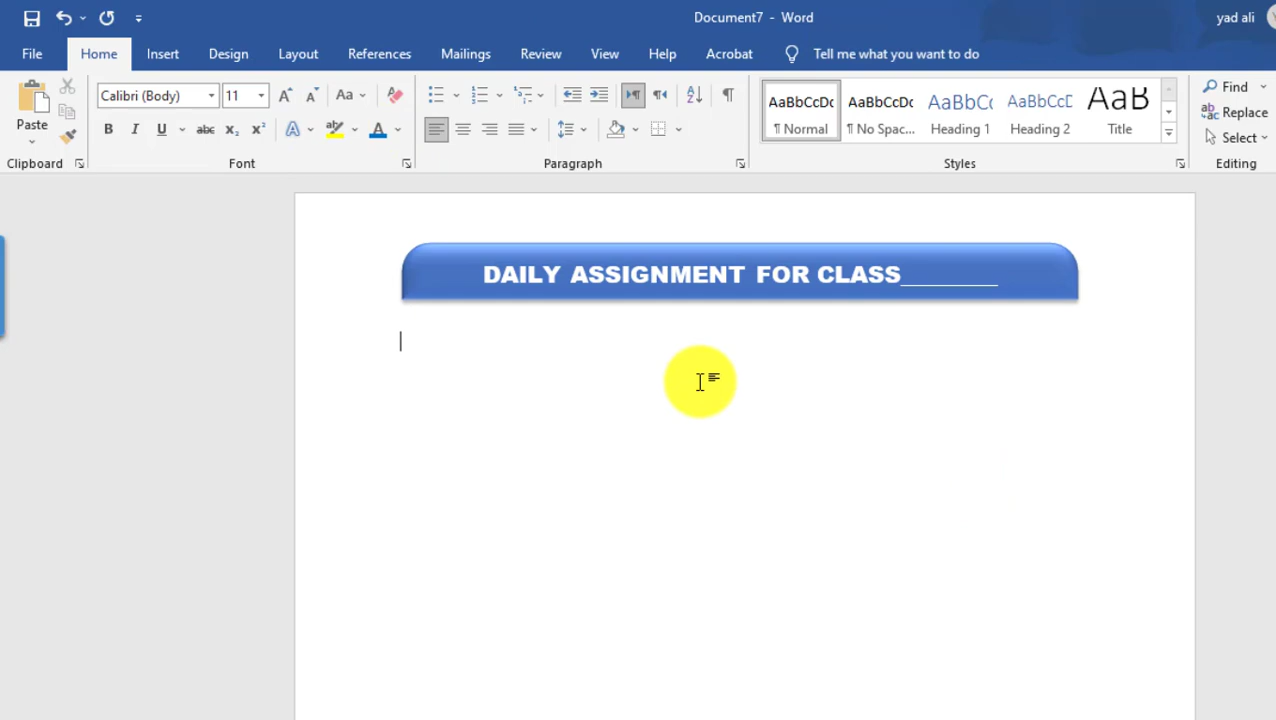 Document7 - Word
yad ali
File Home Insert Design Layout References Mailings Review View Help Acrobat Tell me what you want to do
Paste
Clipboard
Calibri (Body) 11
Aa
B I U abc x₂ x²
A A
Font
Paragraph
AaBbCcDc AaBbCcDc AaBbCc AaBbCcD AaB
¶ Normal ¶ No Spac... Heading 1 Heading 2 Title
Styles
Find
Replace
Select
Editing
DAILY ASSIGNMENT FOR CLASS________